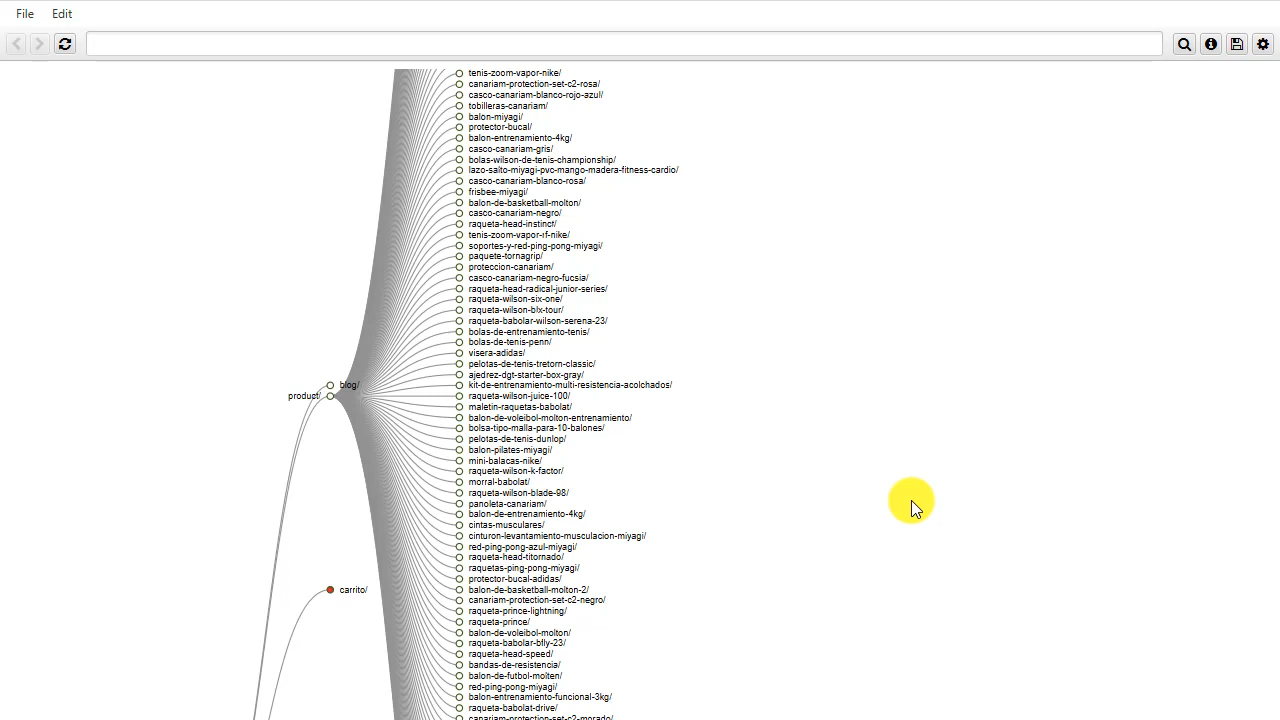 File Edit
tenis-zoom-vapor-nike/
canariam-protection-set-c2-rosa/
casco-canariam-blanco-rojo-azul/
tobilleras-canariam/
balon-miyagi/
protector-bucal/
balon-entrenamiento-4kg/
casco-canariam-gris/
bolas-wilson-de-tenis-championship/
lazo-salto-miyagi-pvc-mango-madera-fitness-cardio/
casco-canariam-blanco-rosa/
frisbee-miyagi/
balon-de-basketball-molton/
casco-canariam-negro/
raqueta-head-instinct/
tenis-zoom-vapor-rf-nike/
soportes-y-red-ping-pong-miyagi/
paquete-tornagrip/
proteccion-canariam/
casco-canariam-negro-fucsia/
raqueta-head-radical-junior-series/
raqueta-wilson-six-one/
raqueta-wilson-blx-tour/
raqueta-babolar-wilson-serena-23/
bolas-de-entrenamiento-tenis/
bolas-de-tenis-penn/
visera-adidas/
pelotas-de-tenis-tretorn-classic/
ajedrez-dgt-starter-box-gray/
blog/
kit-de-entrenamiento-multi-resistencia-acolchados/
product/
raqueta-wilson-juice-100/
maletin-raquetas-babolat/
balon-de-voleibol-molton-entrenamiento/
bolsa-tipo-malla-para-10-balones/
pelotas-de-tenis-dunlop/
balon-pilates-miyagi/
mini-balacas-nike/
raqueta-wilson-k-factor/
morral-babolat/
raqueta-wilson-blade-98/
panoleta-canariam/
balon-de-entrenamiento-4kg/
cintas-musculares/
cinturon-levantamiento-musculacion-miyagi/
red-ping-pong-azul-miyagi/
raqueta-head-titornado/
raquetas-ping-pong-miyagi/
protector-bucal-adidas/
carrito/
balon-de-basketball-molton-2/
canariam-protection-set-c2-negro/
raqueta-prince-lightning/
raqueta-prince/
balon-de-voleibol-molton/
raqueta-babolar-bfly-23/
raqueta-head-speed/
bandas-de-resistencia/
balon-de-futbol-molten/
red-ping-pong-miyagi/
balon-entrenamiento-funcional-3kg/
raqueta-babolat-drive/
canariam-protection-set-c2-morado/